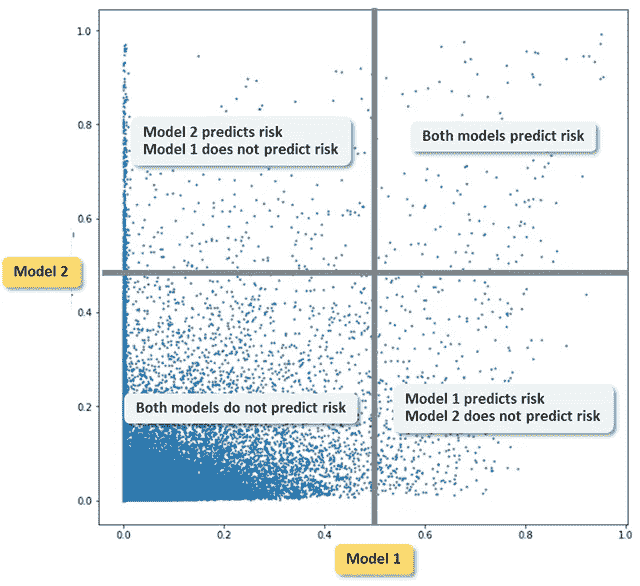 1.0
Model 2 predicts risk
Model 1 does not predict risk
Both models predict risk
0.8
0.6
Model 2
0.4
Both models do not predict risk
Model 1 predicts risk
Model 2 does not predict risk
0.2
0.0
0.0 0.2 0.4 0.6 0.8 1.0
Model 1